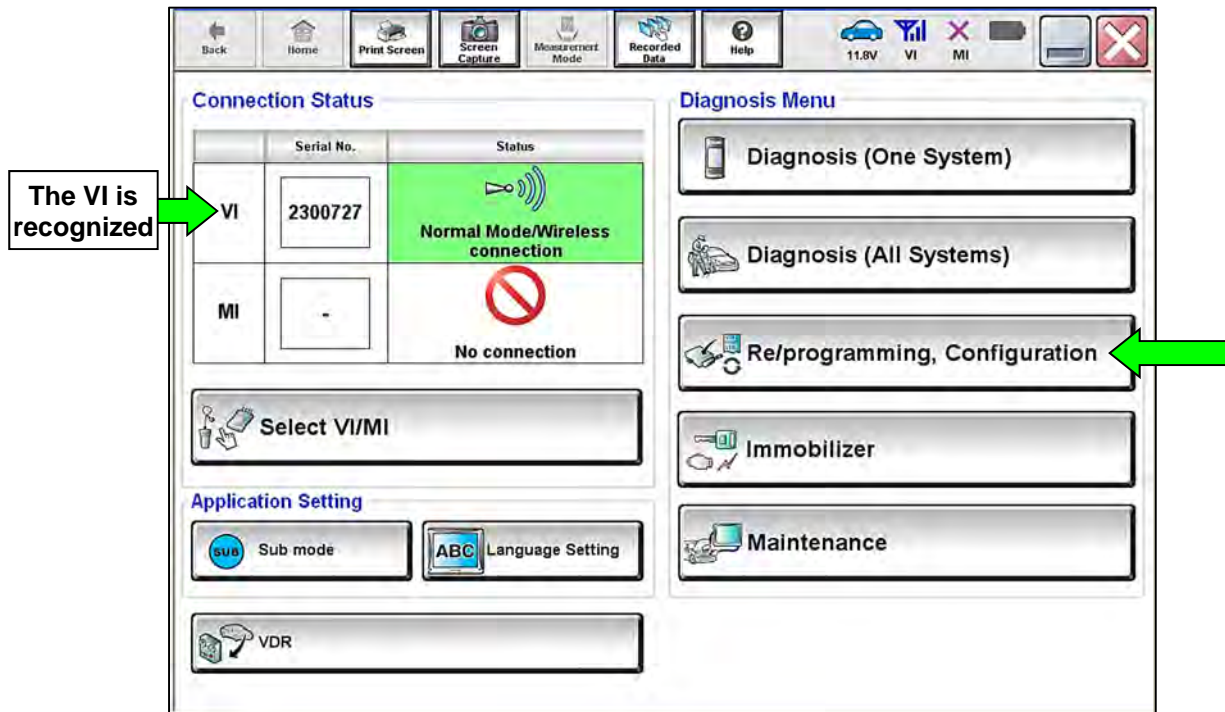 Back
Home
Print Screen
Screen
Capture
Measurement
Mode
Recorded
Data
?
Help
11.8V
VI
MI
Connection Status
Serial No.
Status
The VI is
recognized
VI
2300727
Normal Mode/Wireless
connection
MI
-
No connection
Select VI/MI
Application Setting
SUB
Sub mode
ABC
Language Setting
VDR
Diagnosis Menu
Diagnosis (One System)
Diagnosis (All Systems)
Re/programming, Configuration
Immobilizer
Maintenance